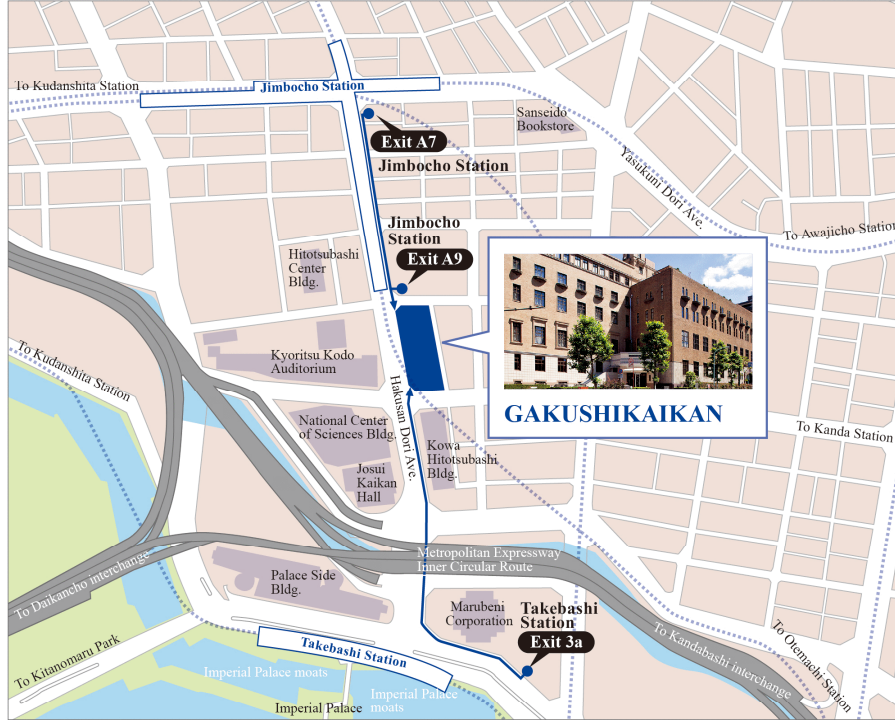 To Kudanshita Station
Jimbocho Station
Sanseido
Bookstore
Exit A7
Jimbocho Station
Yasukuni Dori Ave.
To Awajicho Station
Jimbocho
Station
Exit A9
Hitotsubashi
Center
Bldg.
To Kudanshita Station
Kyoritsu Kodo
Auditorium
Hakusan Dori Ave.
GAKUSHIKAIKAN
National Center
of Sciences Bldg.
Josui
Kaikan
Hall
Kowa
Hitotsubashi
Bldg.
To Kanda Station
Metropolitan Expressway
Inner Circular Route
To Daikancho interchange
Palace Side
Bldg.
Marubeni
Corporation
Takebashi
Station
Exit 3a
To Kandabashi interchange
To Otemachi Station
Takebashi Station
To Kitanomaru Park
Imperial Palace moats
Imperial Palace
moats
Imperial Palace